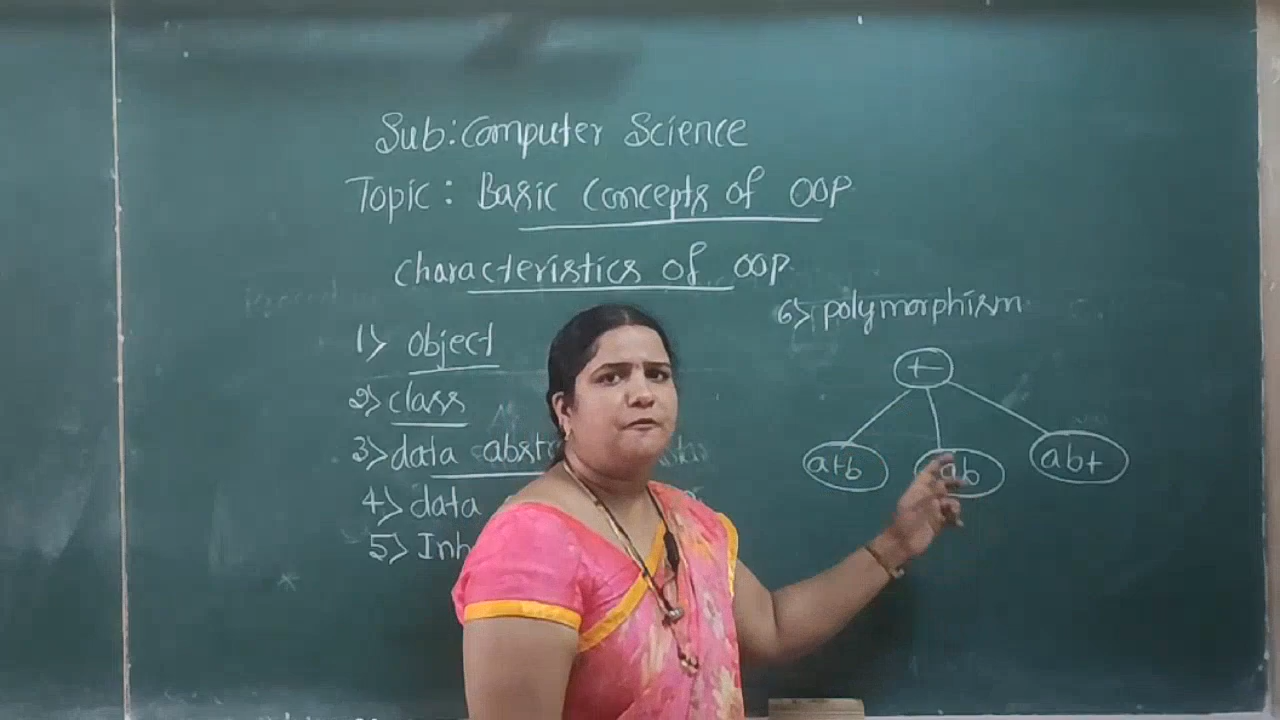 Sub: Computer Science
Topic: Basic Concepts of OOP
Characteristics of OOP
1> Object
2> class
3> data abst
4> data
5> Inh
6> polymorphism
+
a+b
ab
ab+